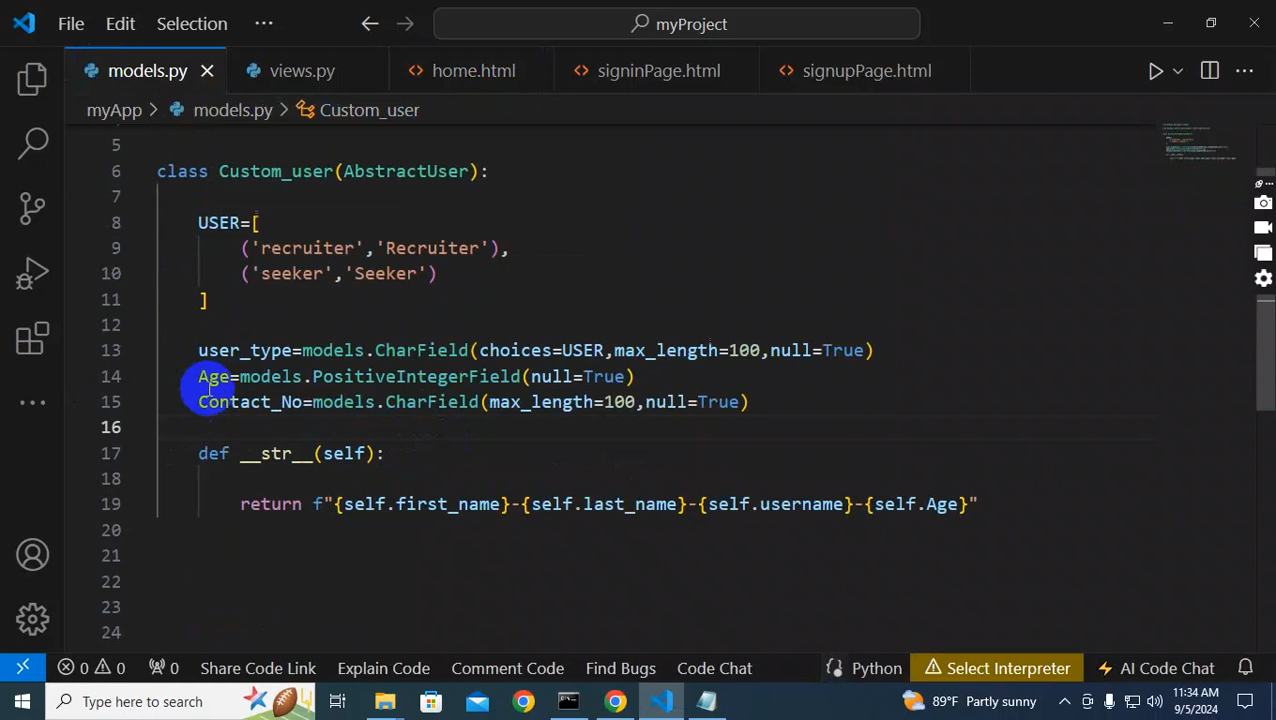 File Edit Selection ··· myProject
models.py views.py home.html signinPage.html signupPage.html
myApp > models.py > Custom_user
5
6 class Custom_user(AbstractUser):
7
8 USER=[
9 ('recruiter','Recruiter'),
10 ('seeker','Seeker')
11 ]
12
13 user_type=models.CharField(choices=USER,max_length=100,null=True)
14 Age=models.PositiveIntegerField(null=True)
15 Contact_No=models.CharField(max_length=100,null=True)
16
17 def __str__(self):
18
19 return f"{self.first_name}-{self.last_name}-{self.username}-{self.Age}"
20
21
22
23
24
0 0 0 Share Code Link Explain Code Comment Code Find Bugs Code Chat Python Select Interpreter AI Code Chat
Type here to search 89°F Partly sunny 11:34 AM
9/5/2024